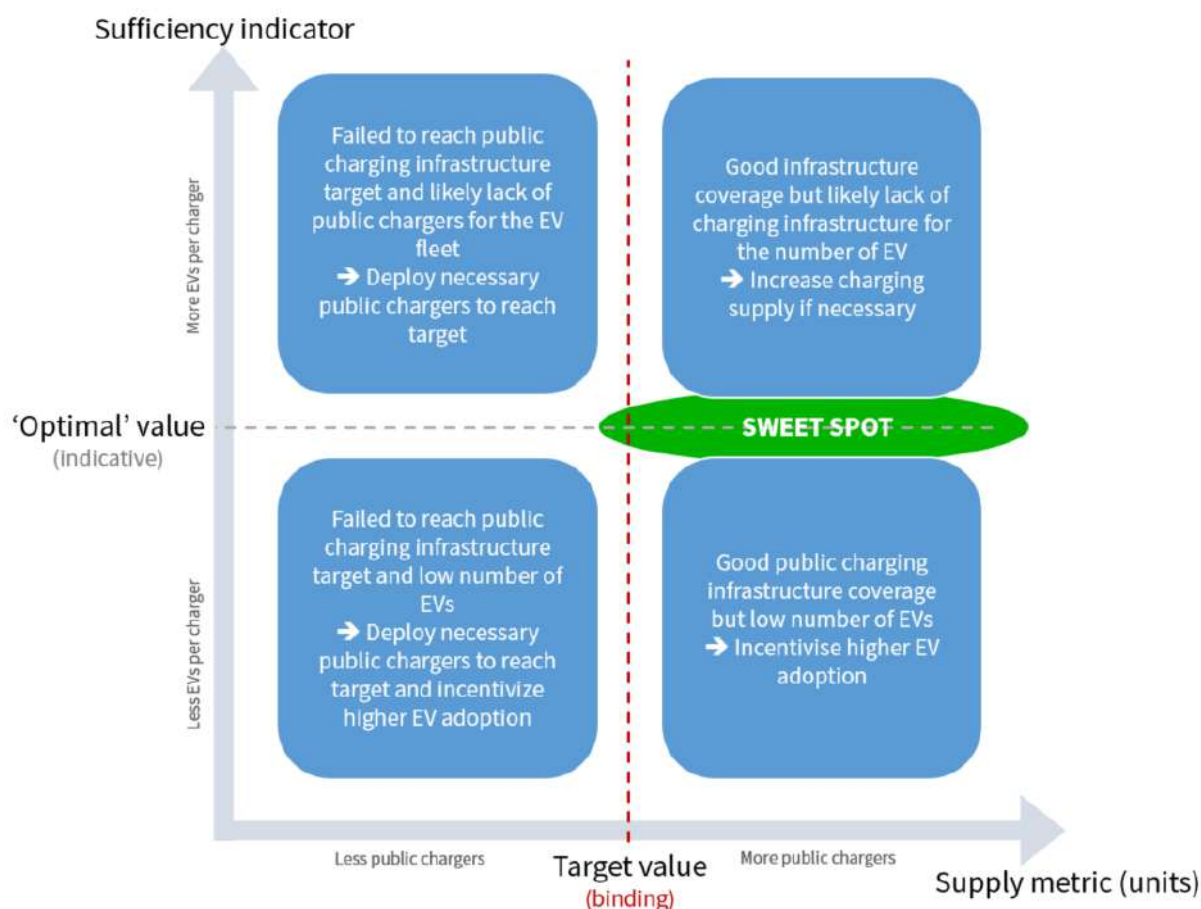 Sufficiency indicator
More EVs per charger
Failed to reach public
charging infrastructure
target and likely lack of
public chargers for the EV
fleet
➔ Deploy necessary
public chargers to reach
target
Good infrastructure
coverage but likely lack of
charging infrastructure for
the number of EV
➔ Increase charging
supply if necessary
'Optimal' value
(indicative)
SWEET SPOT
Less EVs per charger
Failed to reach public
charging infrastructure
target and low number of
EVs
➔ Deploy necessary
public chargers to reach
target and incentivize
higher EV adoption
Good public charging
infrastructure coverage
but low number of EVs
➔ Incentivise higher EV
adoption
Less public chargers
Target value
(binding)
More public chargers
Supply metric (units)